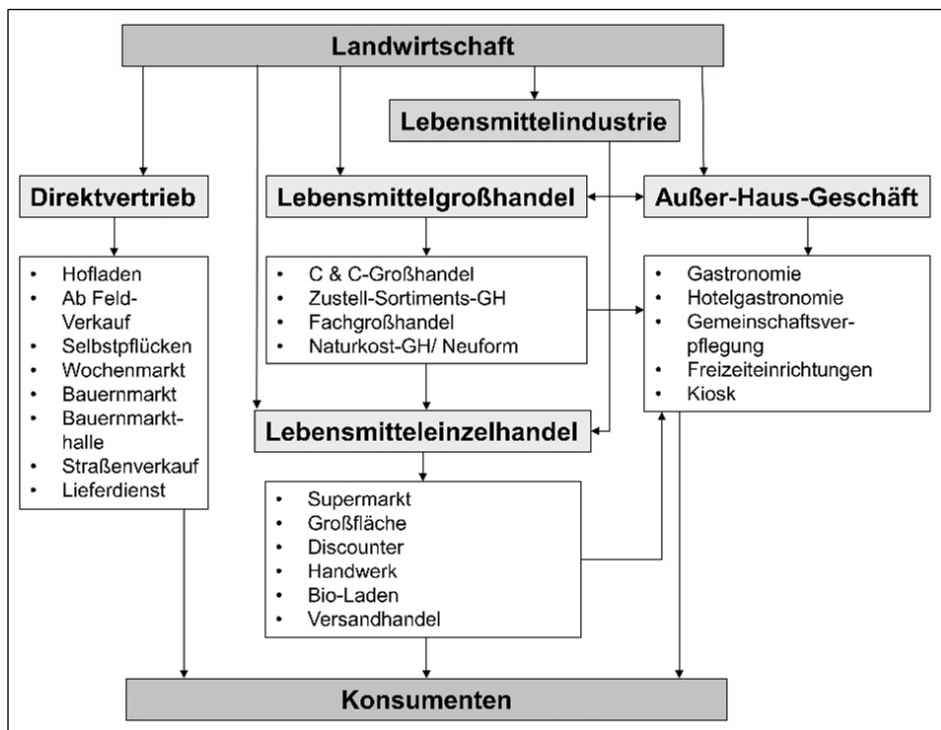 Landwirtschaft
Lebensmittelindustrie
Direktvertrieb
Lebensmittelgroßhandel
Außer-Haus-Geschäft
• Hofladen
• Ab Feld-
Verkauf
• Selbstpflücken
• Wochenmarkt
• Bauernmarkt
• Bauernmarkt-
halle
• Straßenverkauf
• Lieferdienst
• C & C-Großhandel
• Zustell-Sortiments-GH
• Fachgroßhandel
• Naturkost-GH/ Neuform
• Gastronomie
• Hotelgastronomie
• Gemeinschaftsver-
pflegung
• Freizeiteinrichtungen
• Kiosk
Lebensmitteleinzelhandel
• Supermarkt
• Großfläche
• Discounter
• Handwerk
• Bio-Laden
• Versandhandel
Konsumenten